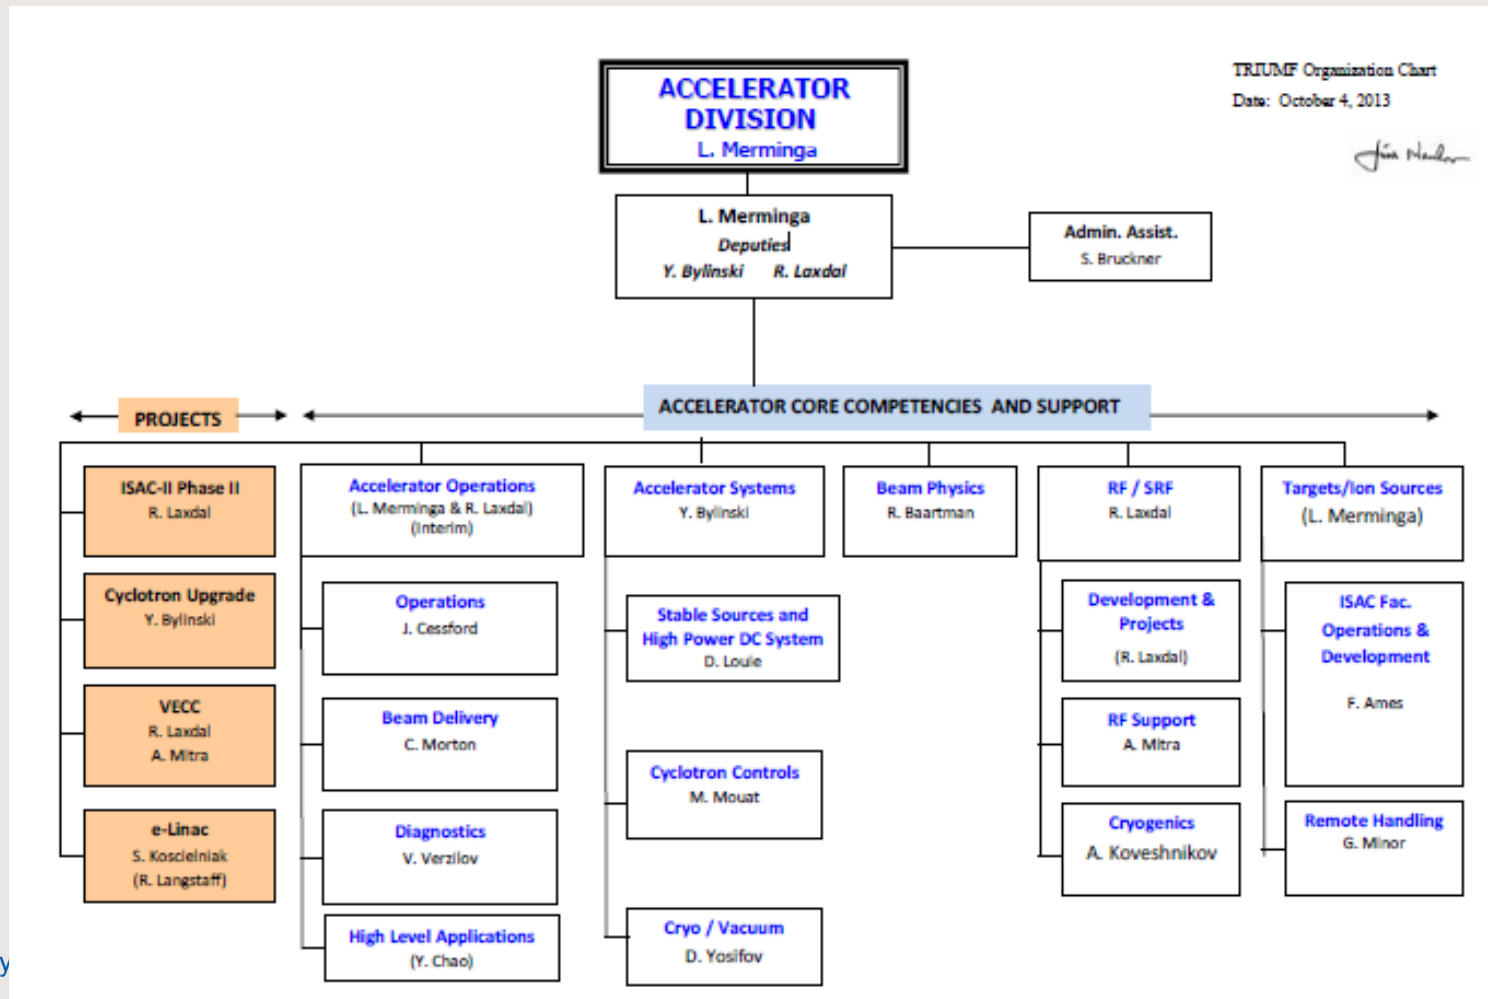 TRIUMF Organization Chart
Date: October 4, 2013
ACCELERATOR
DIVISION
L. Merminga
L. Merminga
Deputies
Y. Bylinski R. Laxdal
Admin. Assist.
S. Bruckner
PROJECTS
ACCELERATOR CORE COMPETENCIES AND SUPPORT
ISAC-II Phase II
R. Laxdal
Cyclotron Upgrade
Y. Bylinski
VECC
R. Laxdal
A. Mitra
e-Linac
S. Koscielniak
(R. Langstaff)
Accelerator Operations
(L. Merminga & R. Laxdal)
(Interim)
Operations
J. Cessford
Beam Delivery
C. Morton
Diagnostics
V. Verzilov
High Level Applications
(Y. Chao)
Accelerator Systems
Y. Bylinski
Stable Sources and
High Power DC System
D. Louie
Cyclotron Controls
M. Mouat
Cryo / Vacuum
D. Yosifov
Beam Physics
R. Baartman
RF / SRF
R. Laxdal
Development &
Projects
(R. Laxdal)
RF Support
A. Mitra
Cryogenics
A. Koveshnikov
Targets/Ion Sources
(L. Merminga)
ISAC Fac.
Operations &
Development
F. Ames
Remote Handling
G. Minor
y